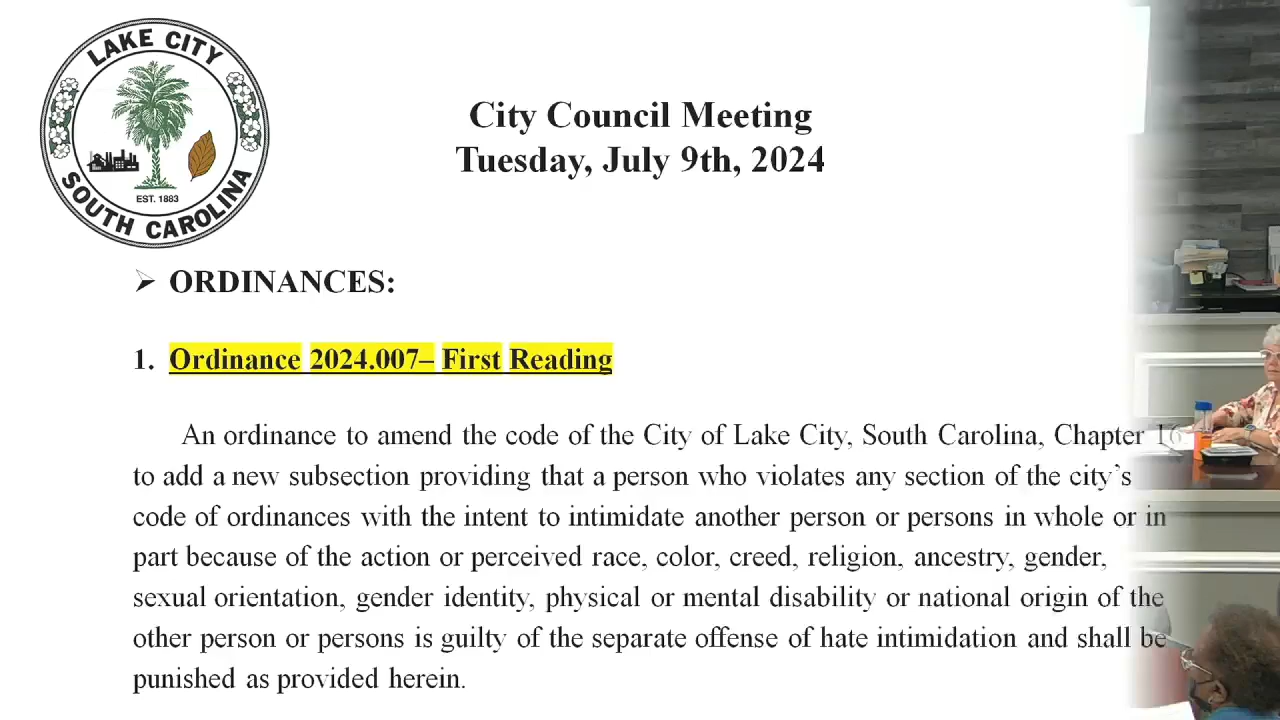 LAKE CITY
EST. 1883
SOUTH CAROLINA
City Council Meeting
Tuesday, July 9th, 2024
➢ ORDINANCES:
1. Ordinance 2024.007– First Reading
An ordinance to amend the code of the City of Lake City, South Carolina, Chapter 16
to add a new subsection providing that a person who violates any section of the city’s
code of ordinances with the intent to intimidate another person or persons in whole or in
part because of the action or perceived race, color, creed, religion, ancestry, gender,
sexual orientation, gender identity, physical or mental disability or national origin of the
other person or persons is guilty of the separate offense of hate intimidation and shall be
punished as provided herein.